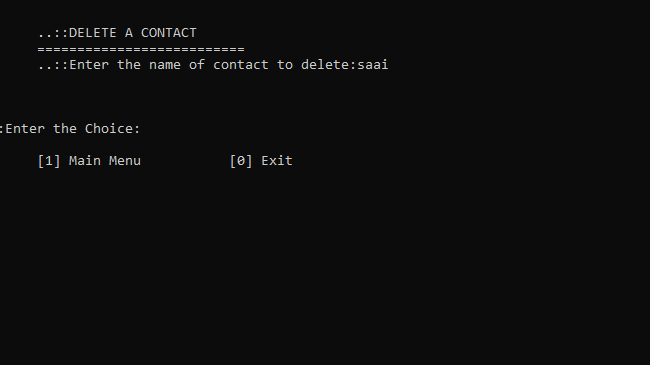 ..::DELETE A CONTACT
==========================
..::Enter the name of contact to delete:saai
:Enter the Choice:
[1] Main Menu [0] Exit